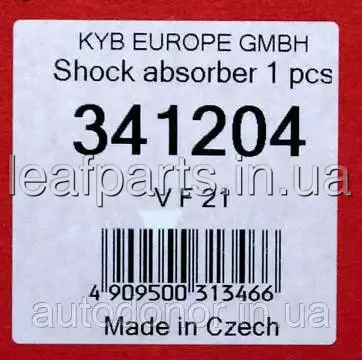 KYB EUROPE GMBH
Shock absorber 1 pcs
341204
leafparts.in.ua
V F 21
4 909500 313466
autodonor.in.ua
Made in Czech